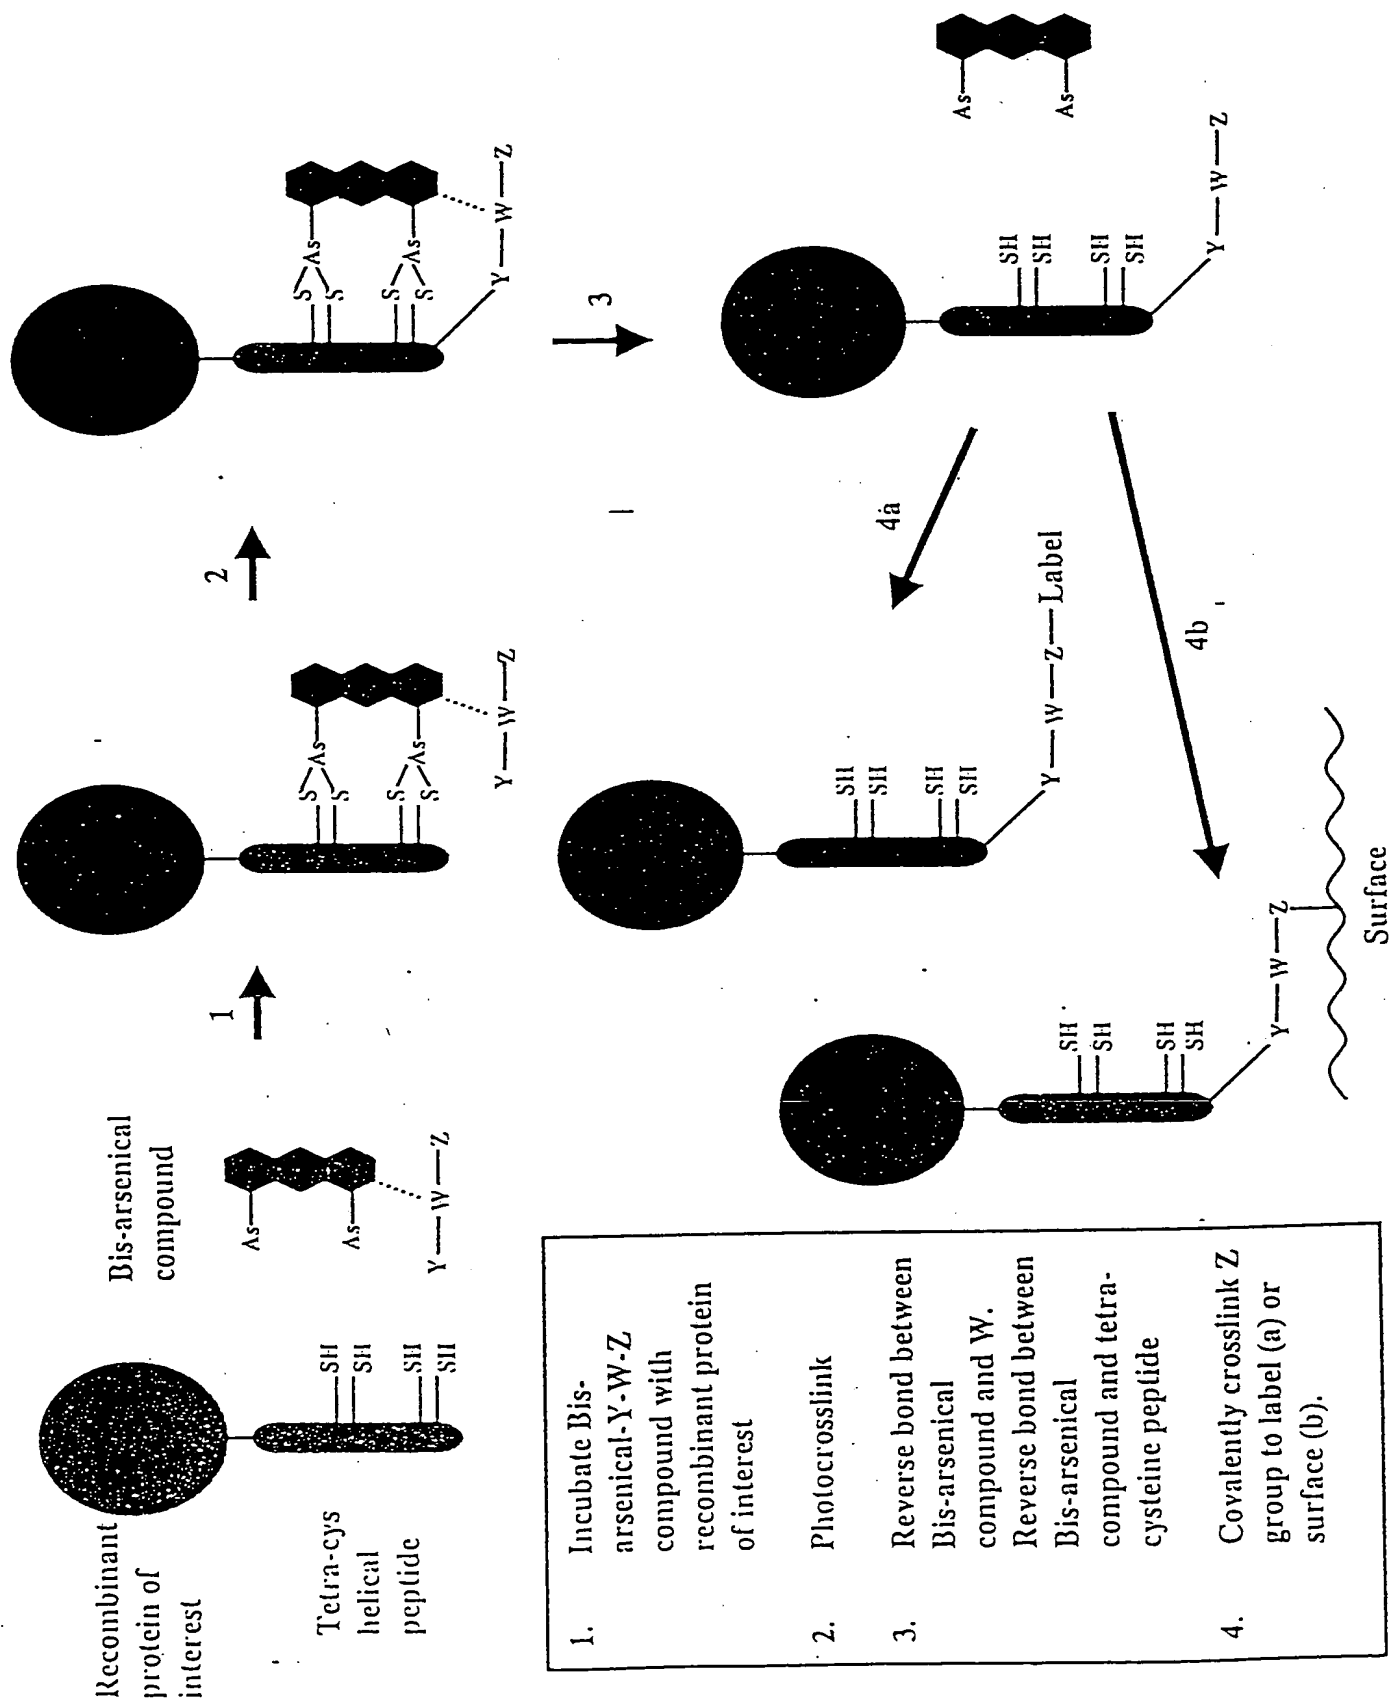 Recombinant
protein of
interest
Tetra-cys
helical
peptide
SH
SH
SH
SH
Bis-arsenical
compound
As
As
Y—W—Z
1
S
S
As
S
S
As
Y—W—Z
2
S
S
As
S
S
As
Y—W—Z
3
As
As
SH
SH
SH
SH
Y—W—Z
4a
SH
SH
SH
SH
Y—W—Z—Label
4b
SH
SH
SH
SH
Y—W—Z
Surface
1. Incubate Bis-
arsenical-Y-W-Z
compound with
recombinant protein
of interest
2. Photocrosslink
3. Reverse bond between
Bis-arsenical
compound and W.
Reverse bond between
Bis-arsenical
compound and tetra-
cysteine peptide
4. Covalently crosslink Z
group to label (a) or
surface (b).